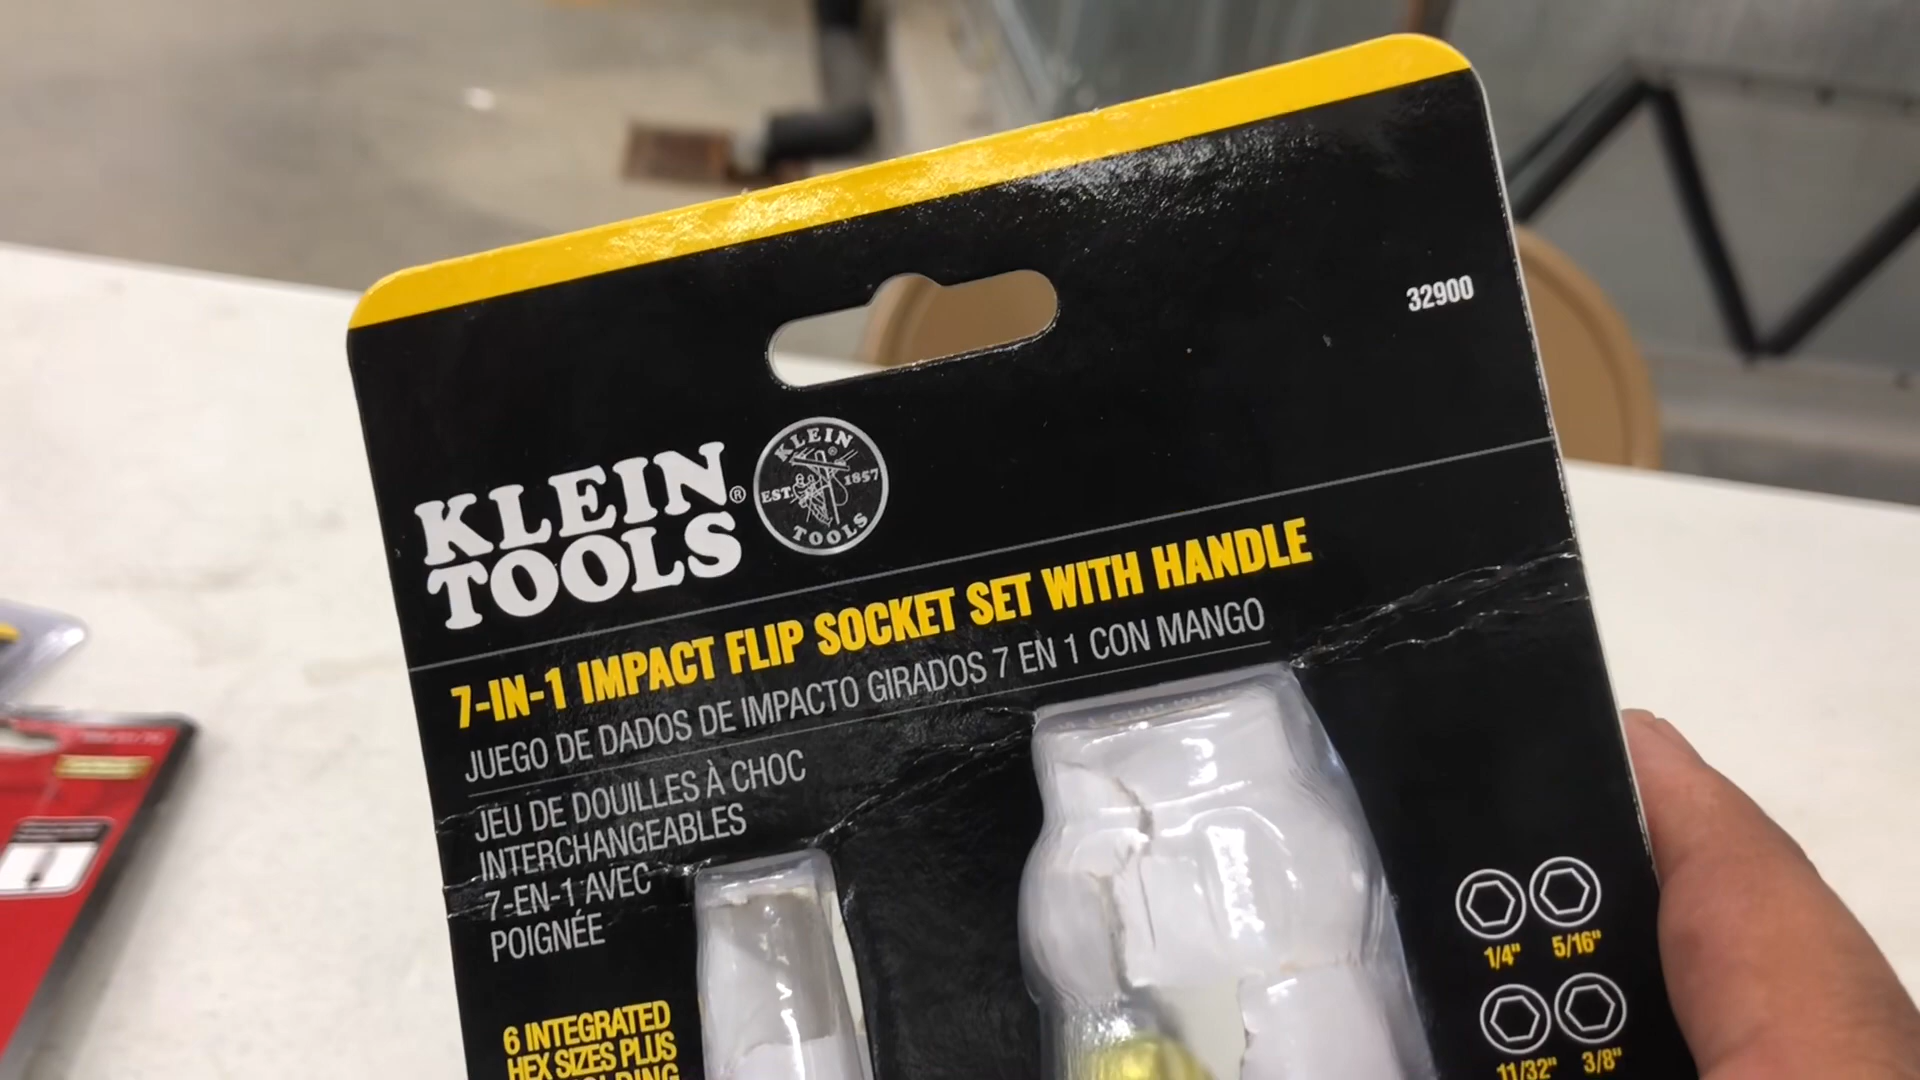 32900
KLEIN
TOOLS®
KLEIN
®
EST. 1857
TOOLS
7-IN-1 IMPACT FLIP SOCKET SET WITH HANDLE
JUEGO DE DADOS DE IMPACTO GIRADOS 7 EN 1 CON MANGO
JEU DE DOUILLES À CHOC
INTERCHANGEABLES
7-EN-1 AVEC
POIGNÉE
6 INTEGRATED
HEX SIZES PLUS
1/4" 5/16"
11/32" 3/8"